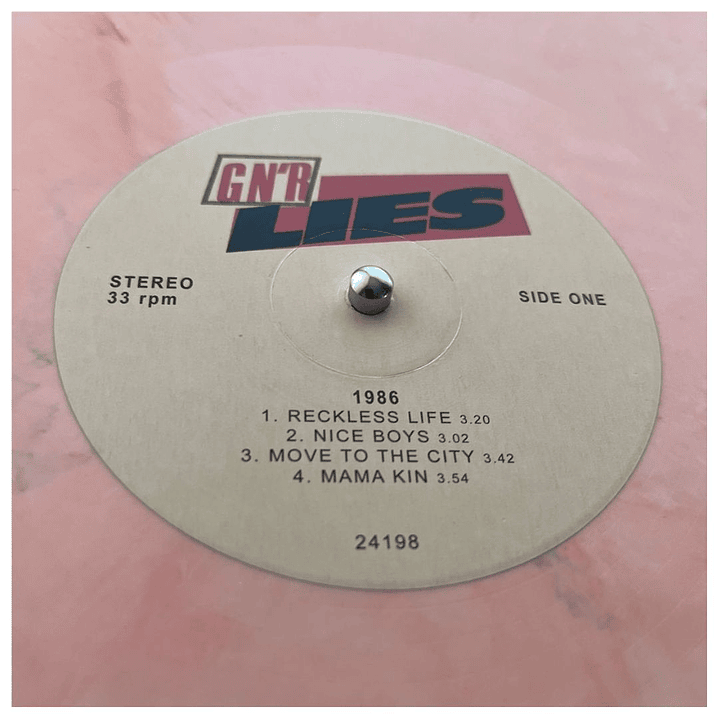 GN'R
LIES
STEREO
33 rpm
SIDE ONE
1986
1. RECKLESS LIFE 3.20
2. NICE BOYS 3.02
3. MOVE TO THE CITY 3.42
4. MAMA KIN 3.54
24198